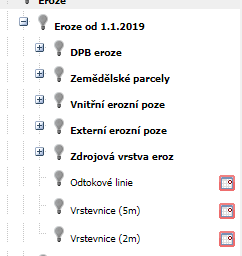 Eroze
Eroze od 1.1.2019
DPB eroze
Zemědělské parcely
Vnitřní erozní poze
Externí erozní poze
Zdrojová vrstva eroz
Odtokové linie
Vrstevnice (5m)
Vrstevnice (2m)